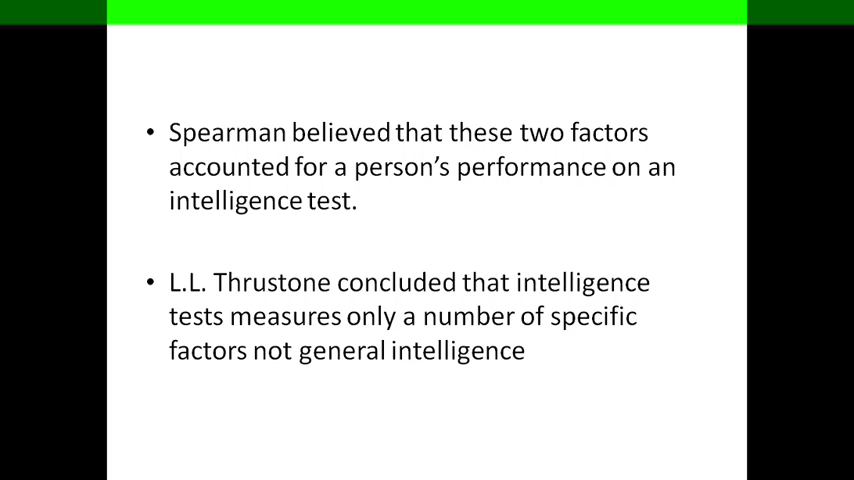 • Spearman believed that these two factors
accounted for a person’s performance on an
intelligence test.
• L.L. Thrustone concluded that intelligence
tests measures only a number of specific
factors not general intelligence